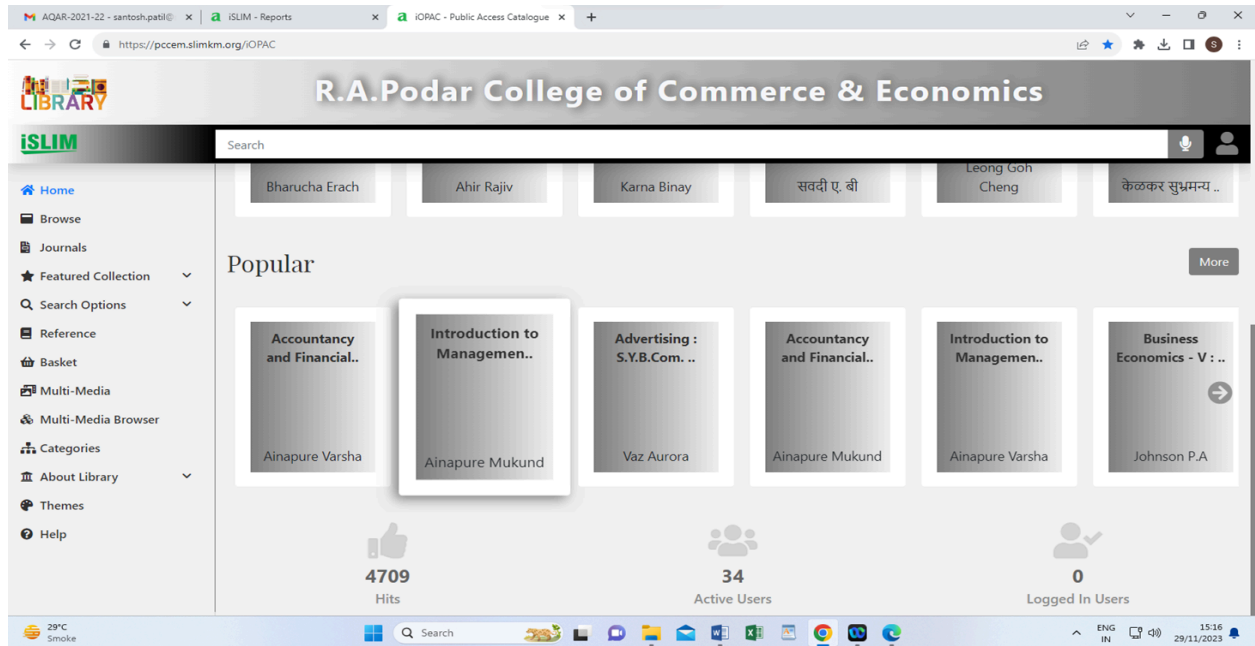 AQAR-2021-22 - santosh.patil@
iSLIM - Reports
iOPAC - Public Access Catalogue
https://pccem.slimkm.org/iOPAC
S
LIBRARY
R.A.Podar College of Commerce & Economics
iSLIM
Search
Home
Browse
Journals
Featured Collection
Search Options
Reference
Basket
Multi-Media
Multi-Media Browser
Categories
About Library
Themes
Help
Bharucha Erach
Ahir Rajiv
Karna Binay
सवदी ए. बी
Leong Goh
Cheng
केळकर सुभ्रमन्य ..
Popular
More
Accountancy
and Financial..
Ainapure Varsha
Introduction to
Managemen..
Ainapure Mukund
Advertising :
S.Y.B.Com. ..
Vaz Aurora
Accountancy
and Financial..
Ainapure Mukund
Introduction to
Managemen..
Ainapure Varsha
Business
Economics - V : ..
Johnson P.A
4709
Hits
34
Active Users
0
Logged In Users
29°C
Smoke
Search
ENG
IN
15:16
29/11/2023